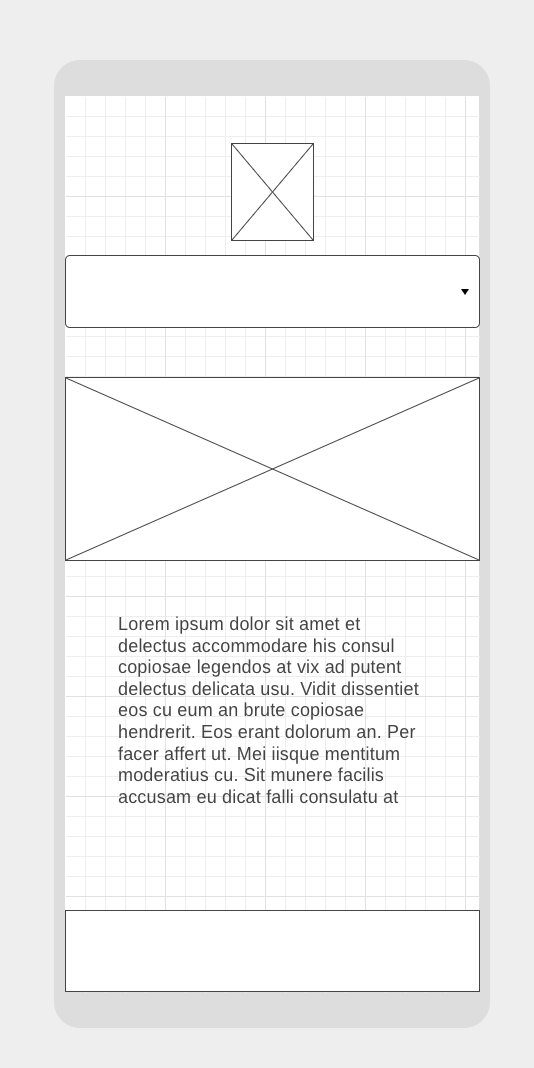 Lorem ipsum dolor sit amet et
delectus accommodare his consul
copiosae legendos at vix ad putent
delectus delicata usu. Vidit dissentiet
eos cu eum an brute copiosae
hendrerit. Eos erant dolorum an. Per
facer affert ut. Mei iisque mentitum
moderatius cu. Sit munere facilis
accusam eu dicat falli consulatu at